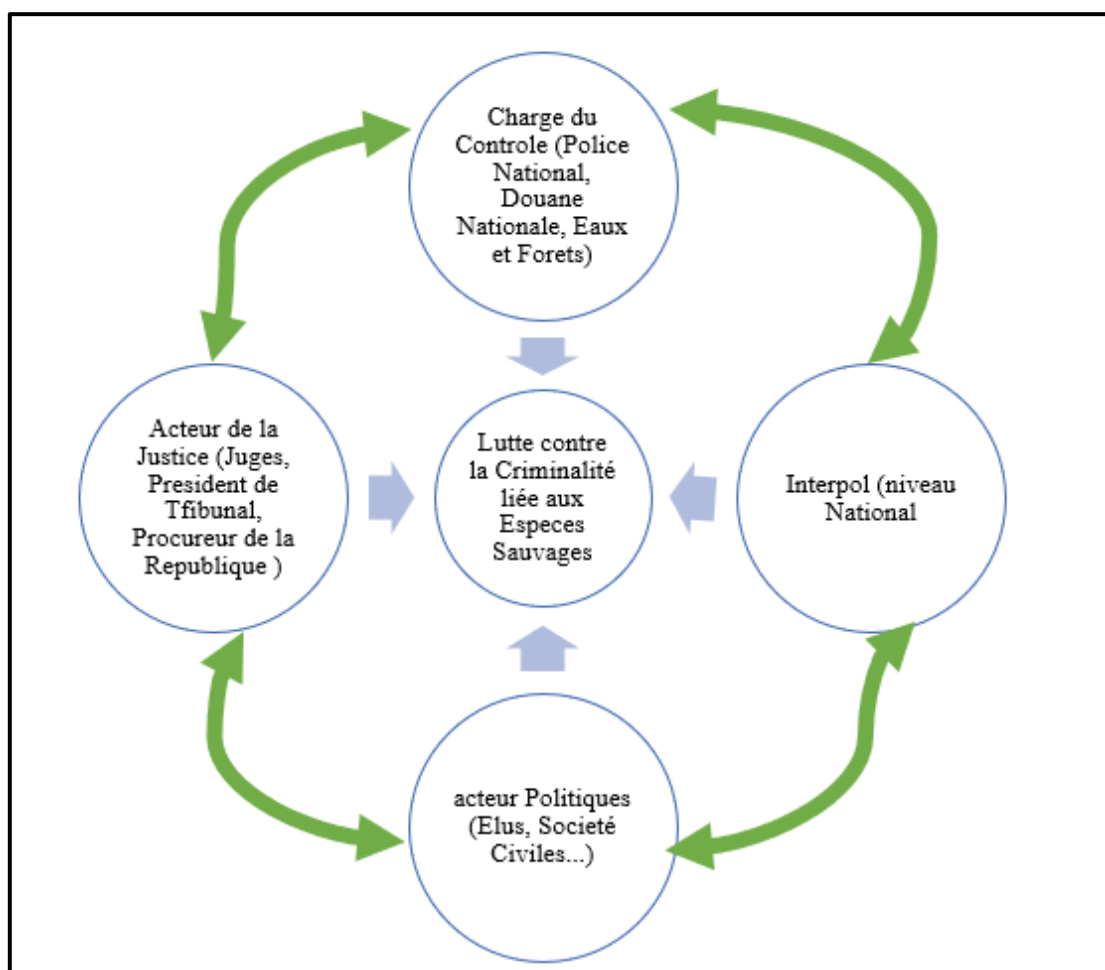 Charge du
Controle (Police
National,
Douane
Nationale, Eaux
et Forets)
Acteur de la
Justice (Juges,
President de
Tfibunal,
Procureur de la
Republique )
Lutte contre
la Criminalité
liée aux
Especes
Sauvages
Interpol (niveau
National
acteur Politiques
(Elus, Societé
Civiles...)